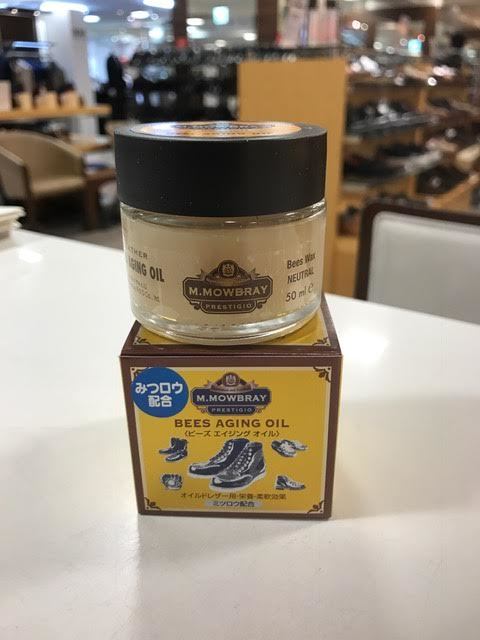 M.MOWBRAY
PRESTIGIO
THER
AGING OIL
Bees Wax
NEUTRAL
50 ml e
みつロウ
配合
M.MOWBRAY
PRESTIGIO
BEES AGING OIL
〈ビーズ エイジング オイル〉
オイルドレザー用・栄養・柔軟効果
ミツロウ配合